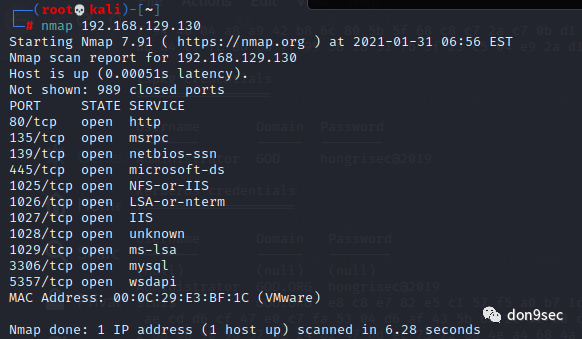 (root💀kali)-[~]
# nmap 192.168.129.130
Starting Nmap 7.91 ( https://nmap.org ) at 2021-01-31 06:56 EST
Nmap scan report for 192.168.129.130
Host is up (0.00051s latency).
Not shown: 989 closed ports
PORT     STATE SERVICE
80/tcp   open  http
135/tcp  open  msrpc
139/tcp  open  netbios-ssn
445/tcp  open  microsoft-ds
1025/tcp open  NFS-or-IIS
1026/tcp open  LSA-or-nterm
1027/tcp open  IIS
1028/tcp open  unknown
1029/tcp open  ms-lsa
3306/tcp open  mysql
5357/tcp open  wsdapi
MAC Address: 00:0C:29:E3:BF:1C (VMware)
Nmap done: 1 IP address (1 host up) scanned in 6.28 seconds
don9sec